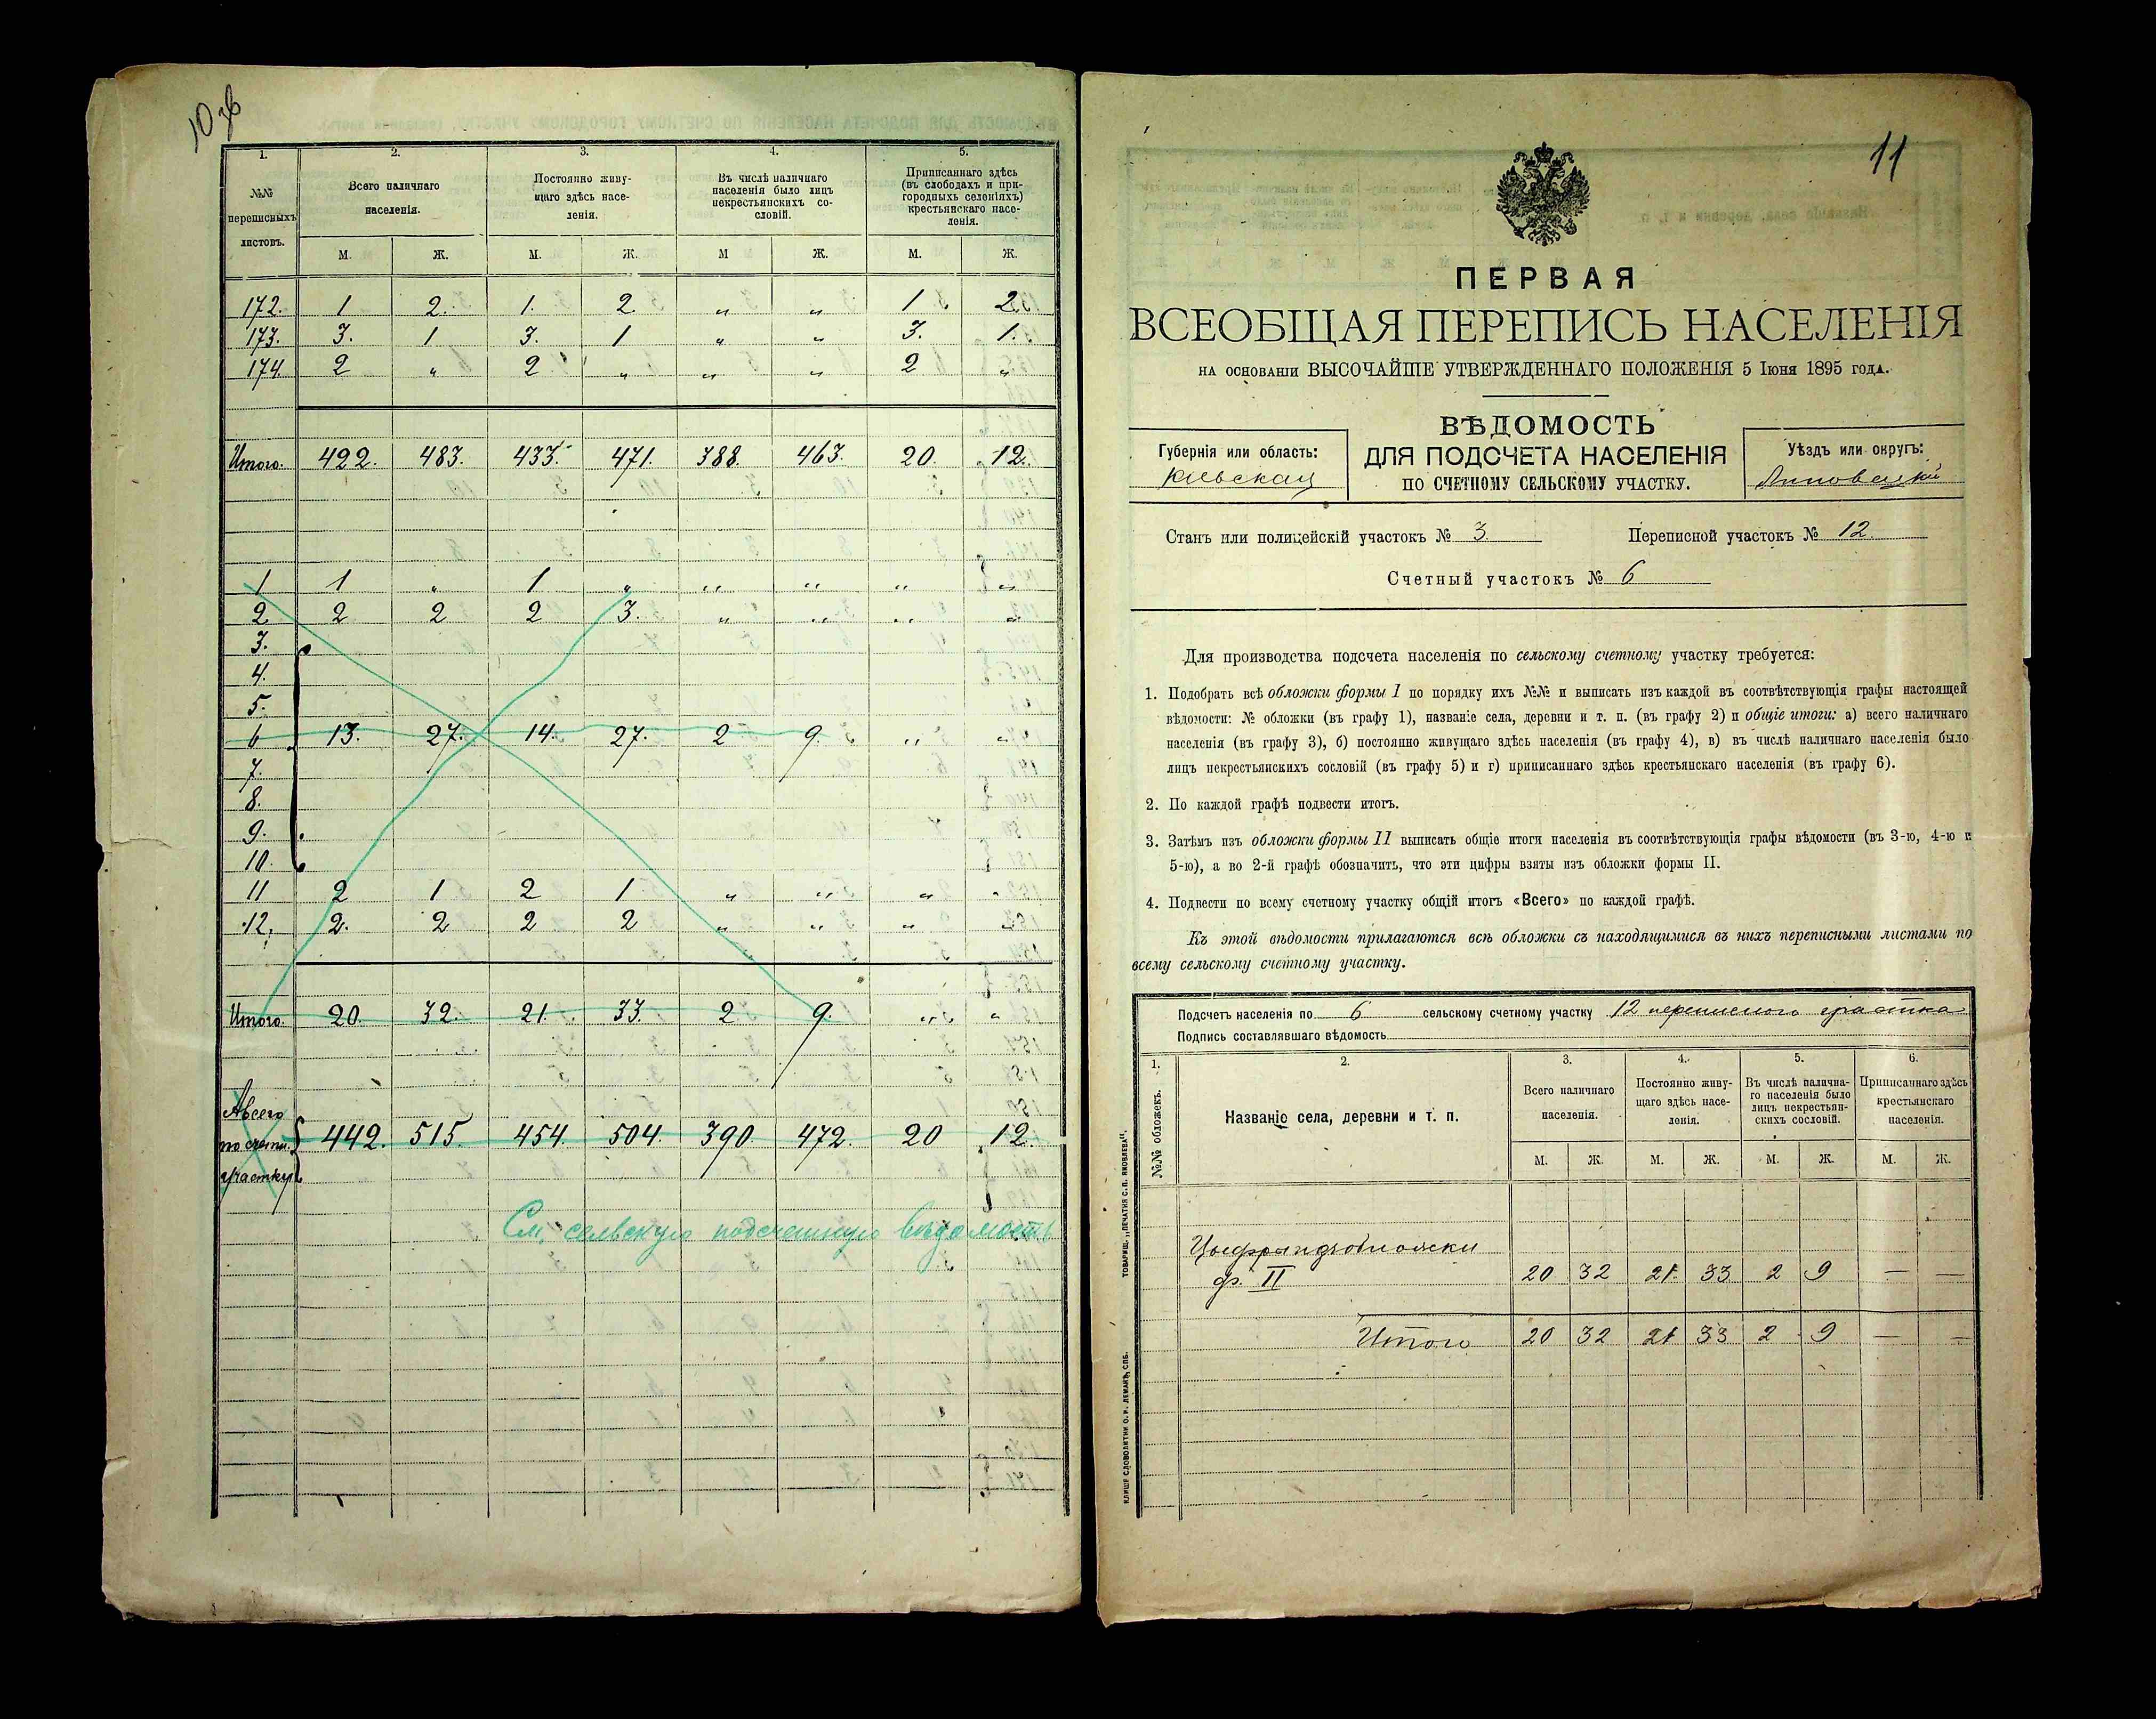 10 зв
1. 2. 3. 4. 5.
№№ переписныхъ листовъ.
Всего наличнаго населенія.
Постоянно живущаго здѣсь населенія.
Въ числѣ наличнаго населенія было лицъ некрестьянскихъ сословій.
Приписаннаго здѣсь (въ слободахъ и пригородныхъ селеніяхъ) крестьянскаго населенія.
М. Ж. М. Ж. М Ж. М. Ж.
172. 1 2. 1. 2 „ „ 1 2
173. 3. 1 3. 1 „ „ 3. 1.
174. 2 „ 2 „ „ „ 2 „
Итого. 422. 483. 433. 471. 388. 463. 20. 12.
1 1 „ 1 „ „ „ „ „
2 2 2 2 3. „ „ „ „
3.
4.
5.
6 13. 27. 14. 27. 2 9. „ „
7.
8.
9.
10.
11 2 1 2 1 „ „ „ „
12. 2. 2 2 2 „ „ „ „
Итого. 20. 32. 21. 33. 2 9. „ „
Авсего
по счетн.
участку
442. 515. 454. 504. 390. 472. 20 12.
См. сельскую подсчетную вѣдомость
11
ПЕРВАЯ
ВСЕОБЩАЯ ПЕРЕПИСЬ НАСЕЛЕНІЯ
НА ОСНОВАНІИ ВЫСОЧАЙШЕ УТВЕРЖДЕННАГО ПОЛОЖЕНІЯ 5 Іюня 1895 года.
ВѢДОМОСТЬ
ДЛЯ ПОДСЧЕТА НАСЕЛЕНІЯ
ПО СЧЕТНОМУ СЕЛЬСКОМУ УЧАСТКУ.
Губернія или область:
Кіевская
Уѣздъ или округъ:
Липовецкій
Станъ или полицейскій участокъ № 3. Переписной участокъ № 12.
Счетный участокъ № 6
Для производства подсчета населенія по сельскому счетному участку требуется:
1. Подобрать всѣ обложки формы I по порядку ихъ №№ и выписать изъ каждой въ соотвѣтствующія графы настоящей
вѣдомости: № обложки (въ графу 1), названіе села, деревни и т. п. (въ графу 2) и общіе итоги: а) всего наличнаго
населенія (въ графу 3), б) постоянно живущаго здѣсь населенія (въ графу 4), в) въ числѣ наличнаго населенія было
лицъ некрестьянскихъ сословій (въ графу 5) и г) приписаннаго здѣсь крестьянскаго населенія (въ графу 6).
2. По каждой графѣ подвести итогъ.
3. Затѣмъ изъ обложки формы II выписать общіе итоги населенія въ соотвѣтствующія графы вѣдомости (въ 3-ю, 4-ю и
5-ю), а во 2-й графѣ обозначить, что эти цифры взяты изъ обложки формы II.
4. Подвести по всему счетному участку общій итогъ «Всего» по каждой графѣ.
Къ этой вѣдомости прилагаются всѣ обложки съ находящимися въ нихъ переписными листами по
всему сельскому счетному участку.
Подсчетъ населенія по 6 сельскому счетному участку 12 переписного участка
Подпись составлявшаго вѣдомость
1. 2. 3. 4. 5. 6.
№№ обложекъ.
Названіе села, деревни и т. п.
Всего наличнаго населенія.
Постоянно живущаго здѣсь населенія.
Въ числѣ наличнаго населенія было лицъ некрестьянскихъ сословій.
Приписаннаго здѣсь крестьянскаго населенія.
М. Ж. М. Ж. М. Ж. М. Ж.
ф. II 20 32 21. 33 2 9 — —
Итого 20 32 21 33 2 9 — —
ТОВАРИЩ. „ПЕЧАТНЯ С. П. ЯКОВЛЕВА".
КЛИШЕ СЛОВОЛИТНИ О. И. ЛЕМАНЪ, СПБ.